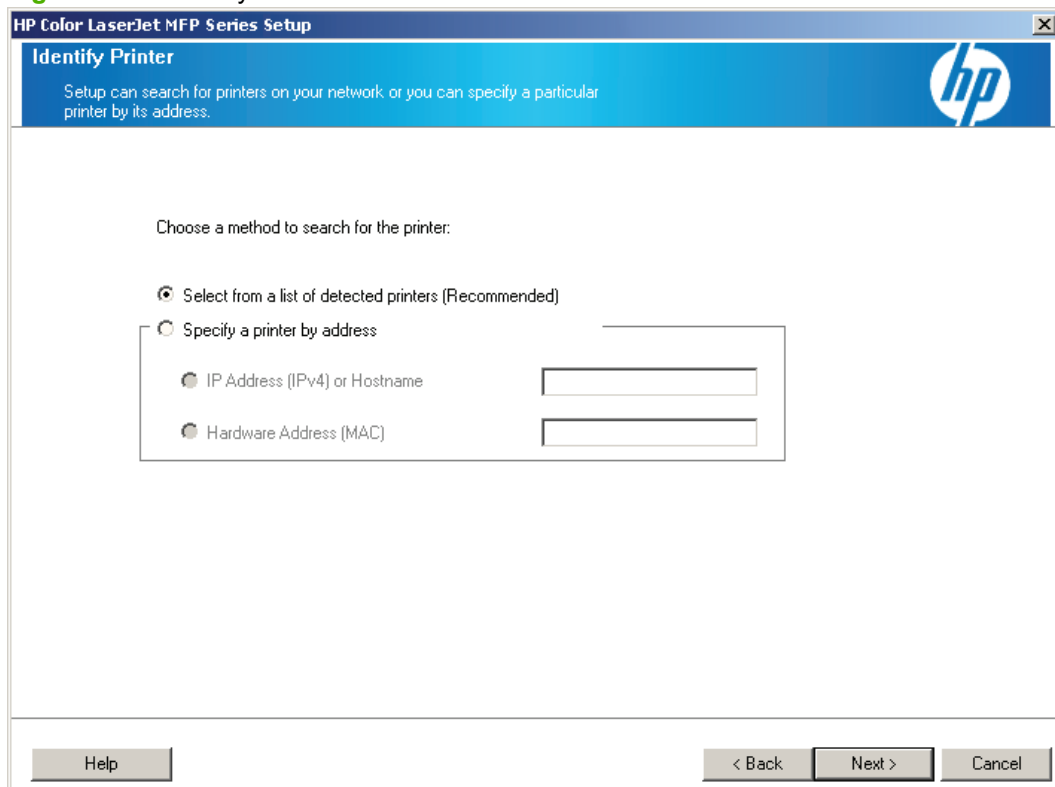 HP Color LaserJet MFP Series Setup
Identify Printer
Setup can search for printers on your network or you can specify a particular
printer by its address.
hp
Choose a method to search for the printer:
Select from a list of detected printers (Recommended)
Specify a printer by address
IP Address (IPv4) or Hostname
Hardware Address (MAC)
Help
< Back
Next >
Cancel